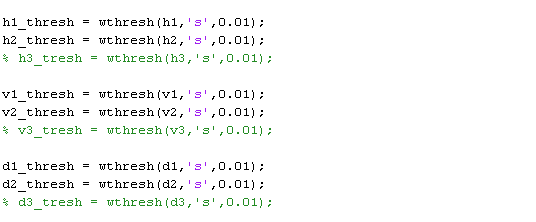 h1_thresh = wthresh(h1,'s',0.01);
h2_thresh = wthresh(h2,'s',0.01);
% h3_tresh = wthresh(h3,'s',0.01);
v1_thresh = wthresh(v1,'s',0.01);
v2_thresh = wthresh(v2,'s',0.01);
% v3_tresh = wthresh(v3,'s',0.01);
d1_thresh = wthresh(d1,'s',0.01);
d2_thresh = wthresh(d2,'s',0.01);
% d3_tresh = wthresh(d3,'s',0.01);